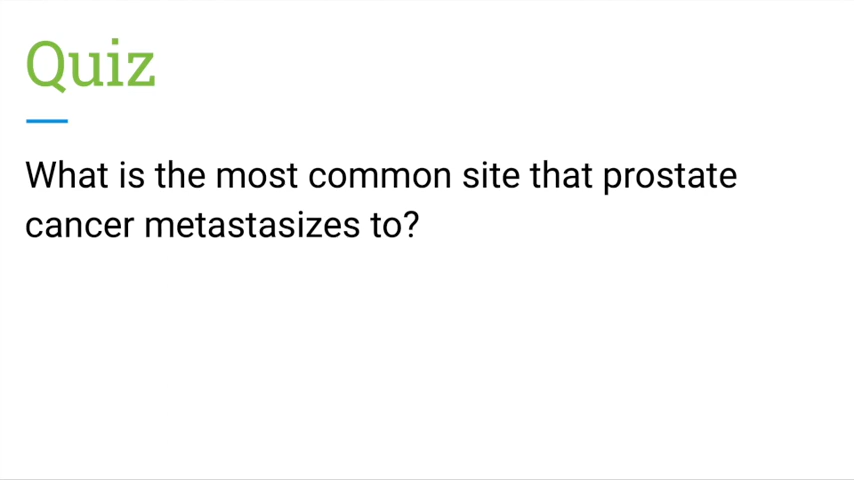 Quiz
What is the most common site that prostate
cancer metastasizes to?